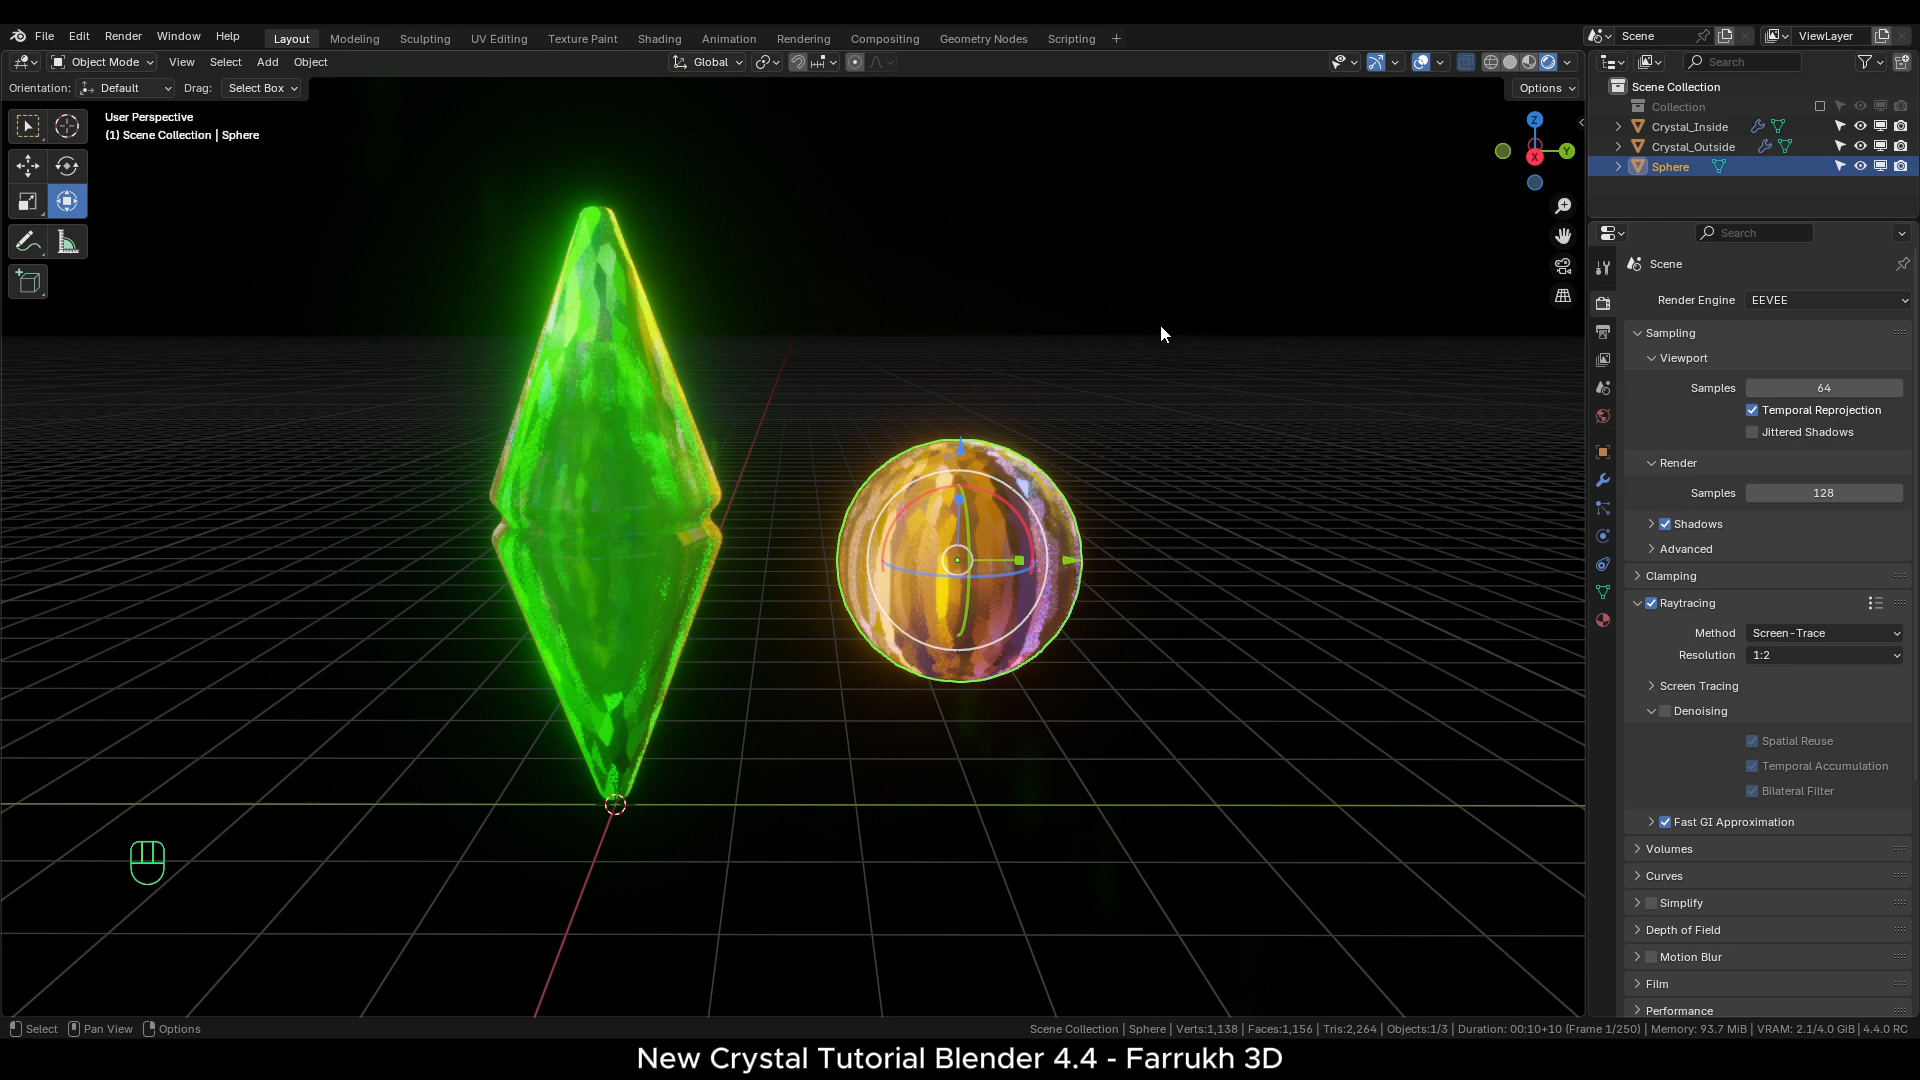 File Edit Render Window Help Layout Modeling Sculpting UV Editing Texture Paint Shading Animation Rendering Compositing Geometry Nodes Scripting + Scene ViewLayer
Object Mode View Select Add Object Global Search
Orientation: Default Drag: Select Box Options
User Perspective
(1) Scene Collection | Sphere
Z
Y
X
Scene Collection
Collection
Crystal_Inside
Crystal_Outside
Sphere
Search
Scene
Render Engine EEVEE
Sampling
Viewport
Samples 64
Temporal Reprojection
Jittered Shadows
Render
Samples 128
Shadows
Advanced
Clamping
Raytracing
Method Screen-Trace
Resolution 1:2
Screen Tracing
Denoising
Spatial Reuse
Temporal Accumulation
Bilateral Filter
Fast GI Approximation
Volumes
Curves
Simplify
Depth of Field
Motion Blur
Film
Performance
Select Pan View Options Scene Collection | Sphere | Verts:1,138 | Faces:1,156 | Tris:2,264 | Objects:1/3 | Duration: 00:10+10 (Frame 1/250) | Memory: 93.7 MiB | VRAM: 2.1/4.0 GiB | 4.4.0 RC
New Crystal Tutorial Blender 4.4 - Farrukh 3D